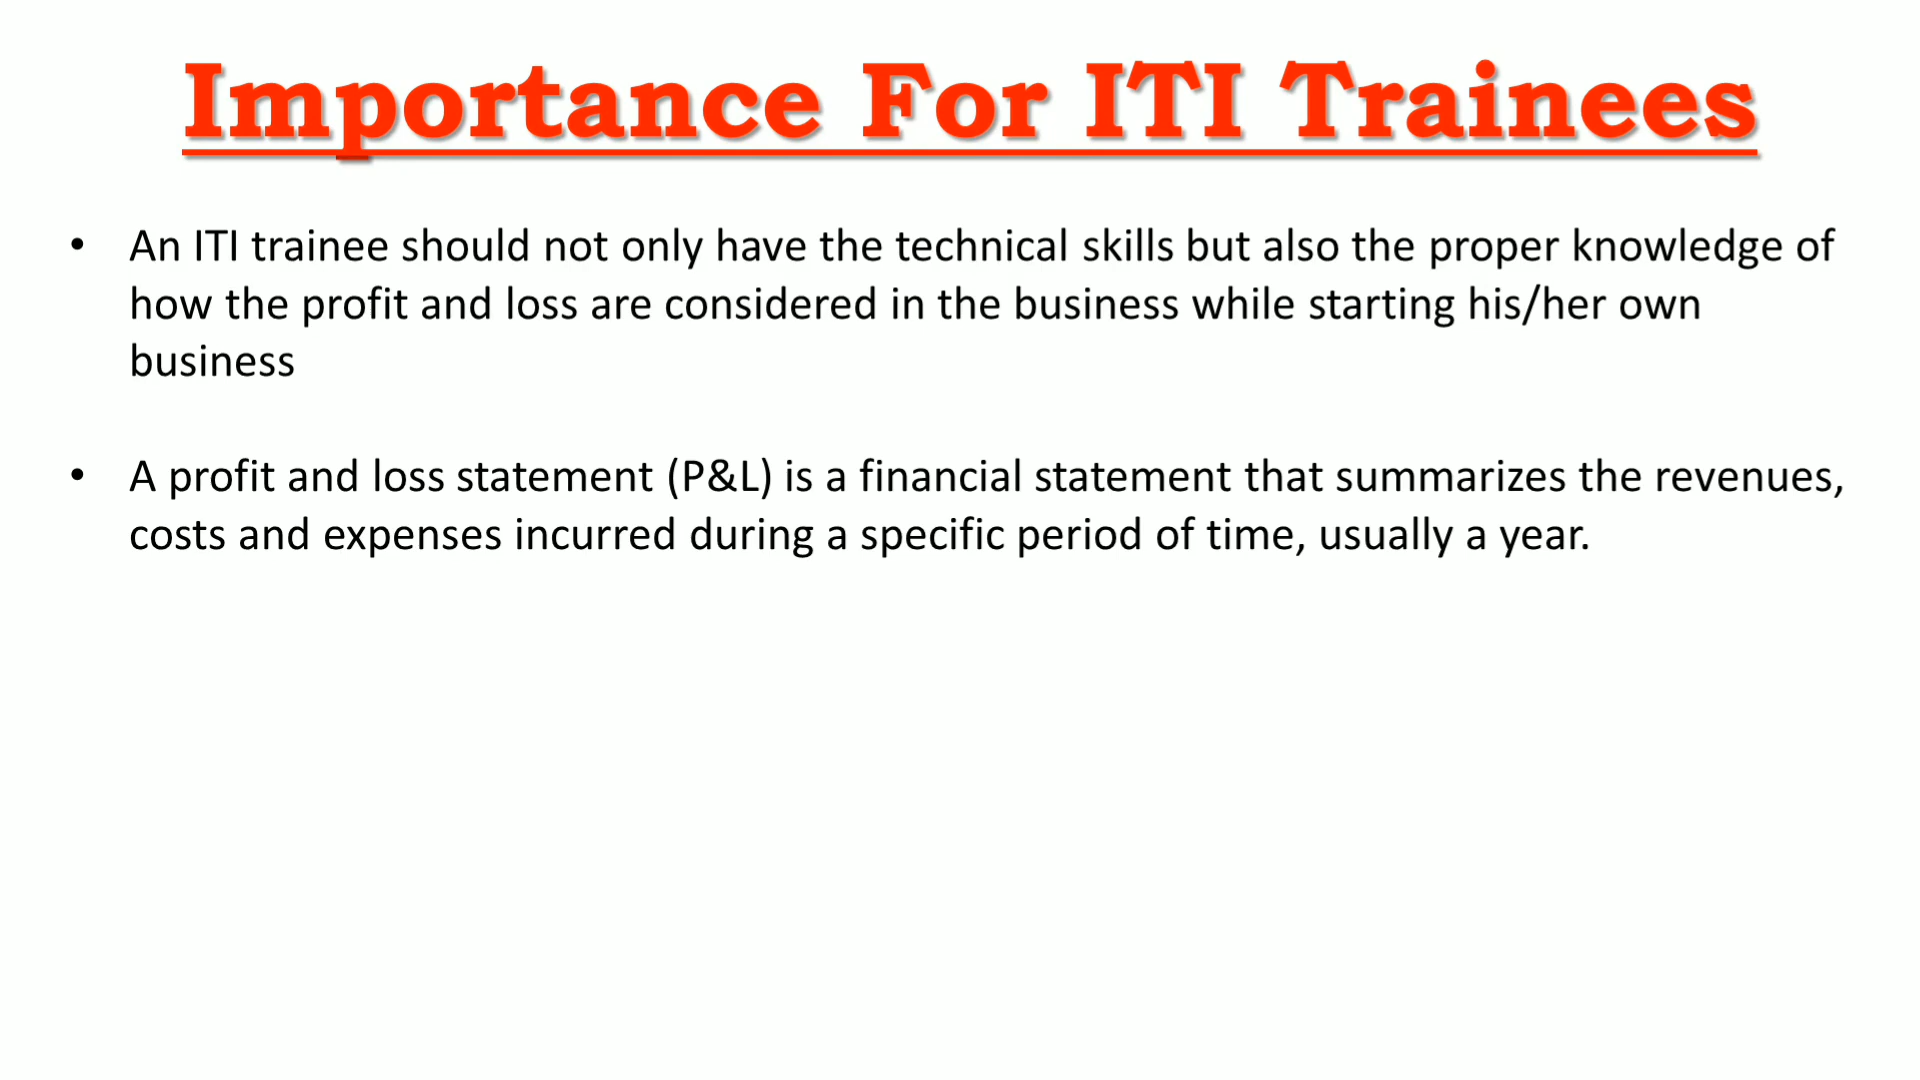 Importance For ITI Trainees
• An ITI trainee should not only have the technical skills but also the proper knowledge of
how the profit and loss are considered in the business while starting his/her own
business
• A profit and loss statement (P&L) is a financial statement that summarizes the revenues,
costs and expenses incurred during a specific period of time, usually a year.